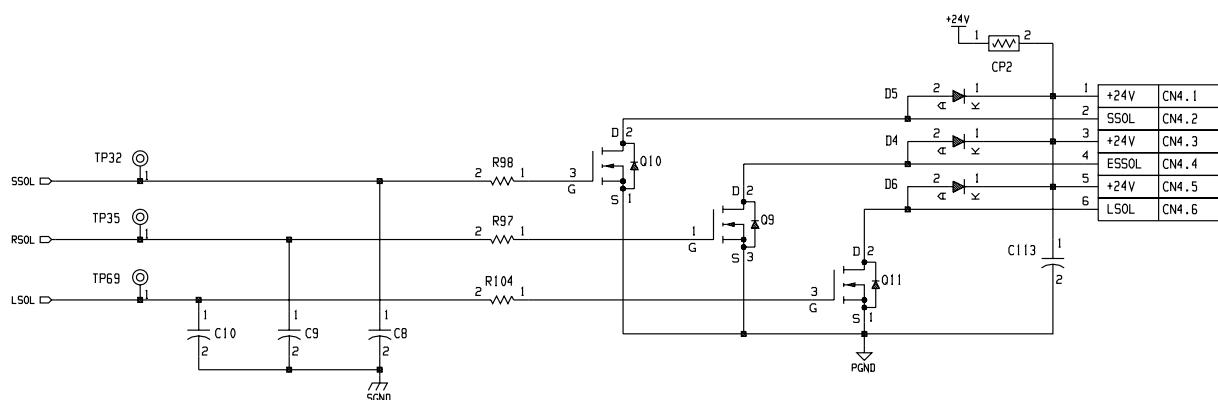 +24V
1 2
CP2
D5 2 1 1 +24V CN4.1
A K
2 SSOL CN4.2
D 2
D4 2 1 3 +24V CN4.3
A K
TP32 R98 Q10 4 ESSOL CN4.4
SSOL 1 2 1 3 G
S 1
D6 2 1 5 +24V CN4.5
A K
D 2
6 LSOL CN4.6
TP35 R97 Q9
RSOL 1 2 1 1 G
S 3
D 2
1
C113
2
TP69 R104 Q11
LSOL 1 2 1 3 G
S 1
1 1 1
C10 C9 C8
2 2 2
PGND
SGND